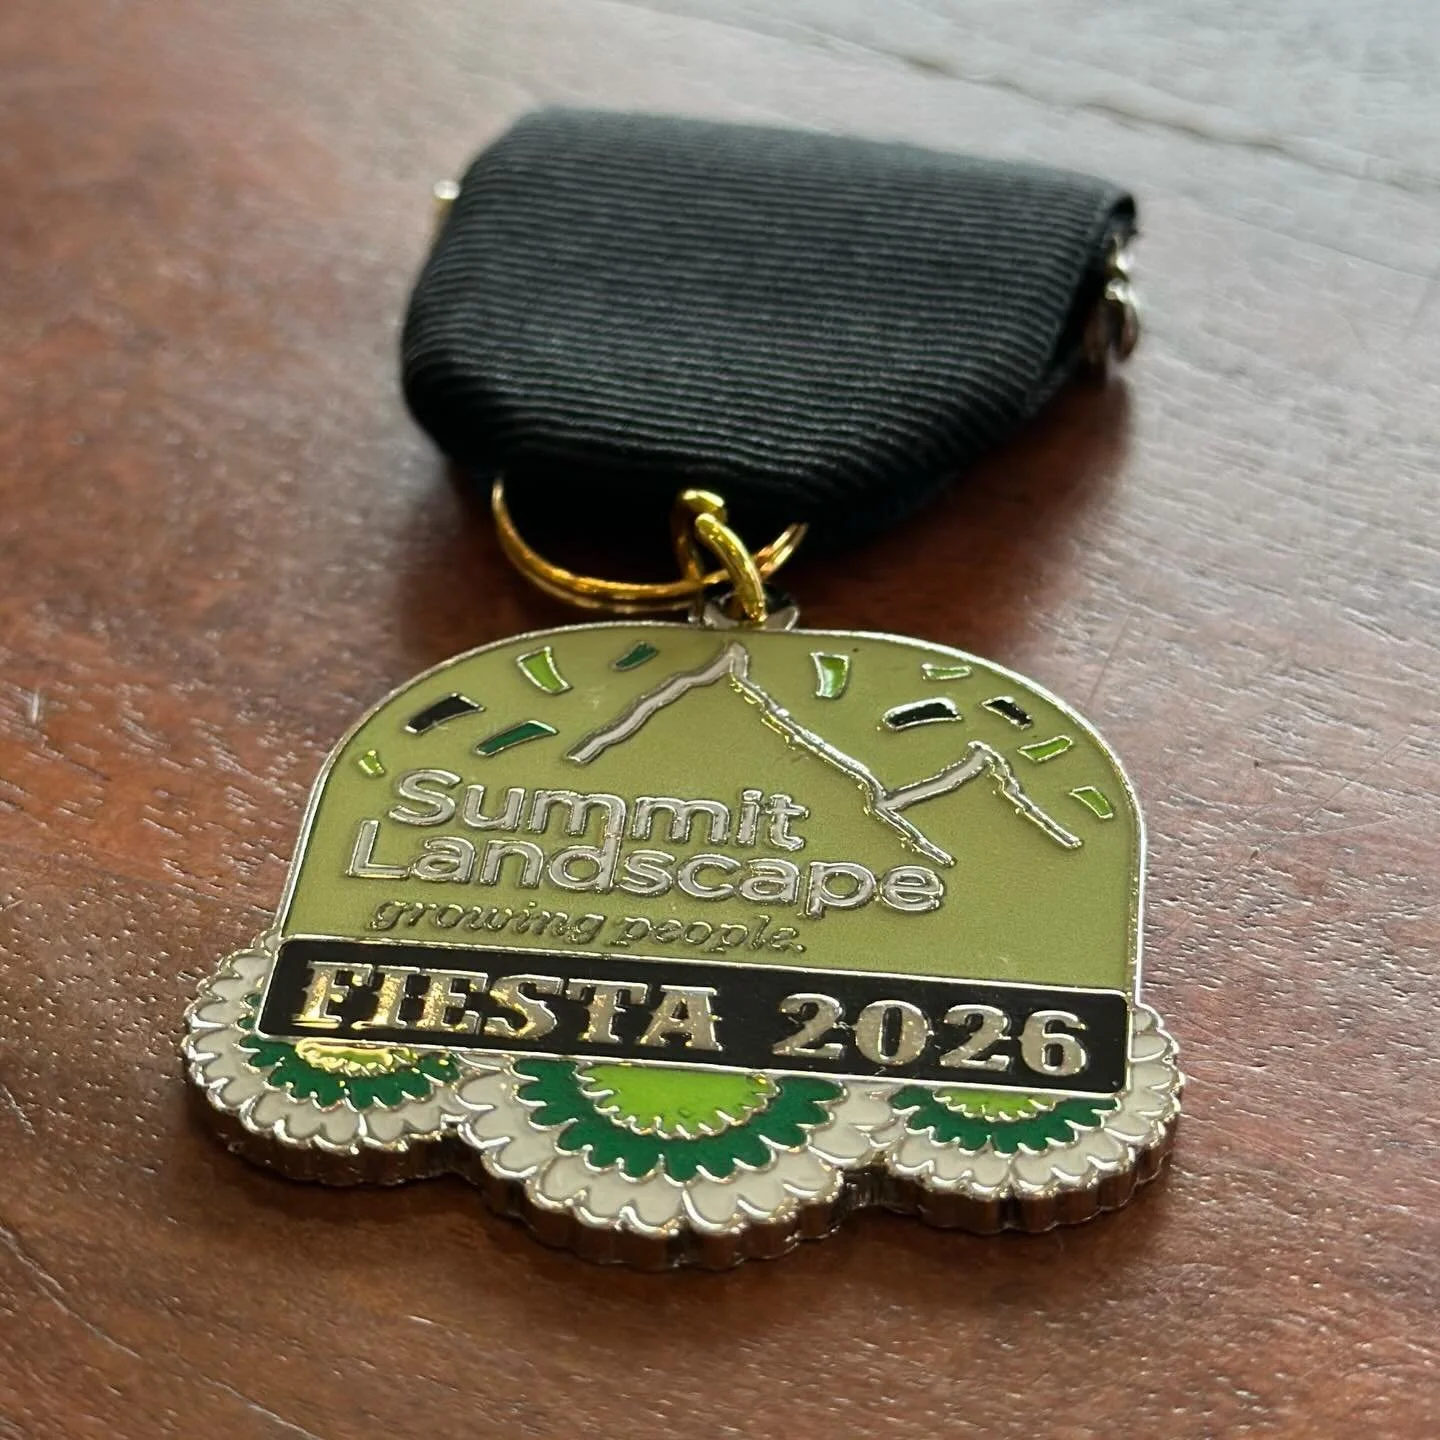 Summit
Landscape
growing people.
FIESTA 2026